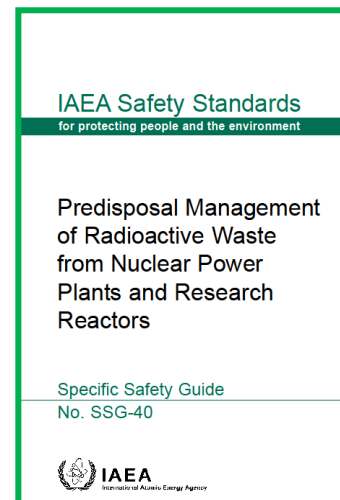 IAEA Safety Standards
for protecting people and the environment
Predisposal Management
of Radioactive Waste
from Nuclear Power
Plants and Research
Reactors
Specific Safety Guide
No. SSG-40
IAEA
International Atomic Energy Agency